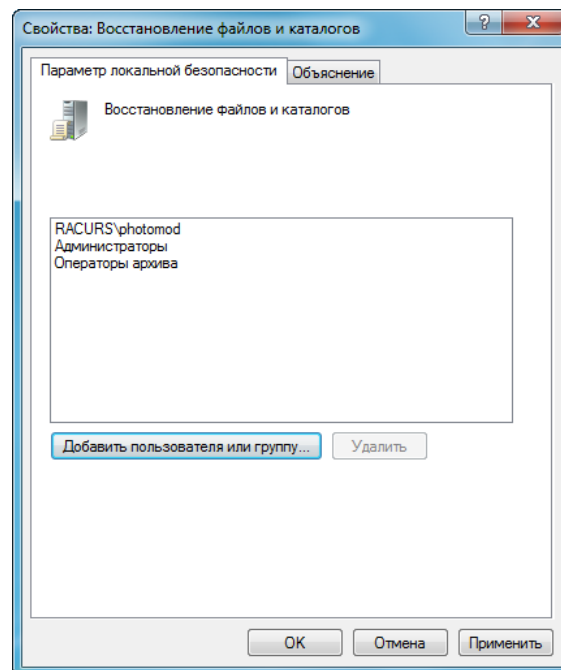 Свойства: Восстановление файлов и каталогов
Параметр локальной безопасности
Объяснение
Восстановление файлов и каталогов
RACURS\photomod
Администраторы
Операторы архива
Добавить пользователя или группу...
Удалить
OK
Отмена
Применить